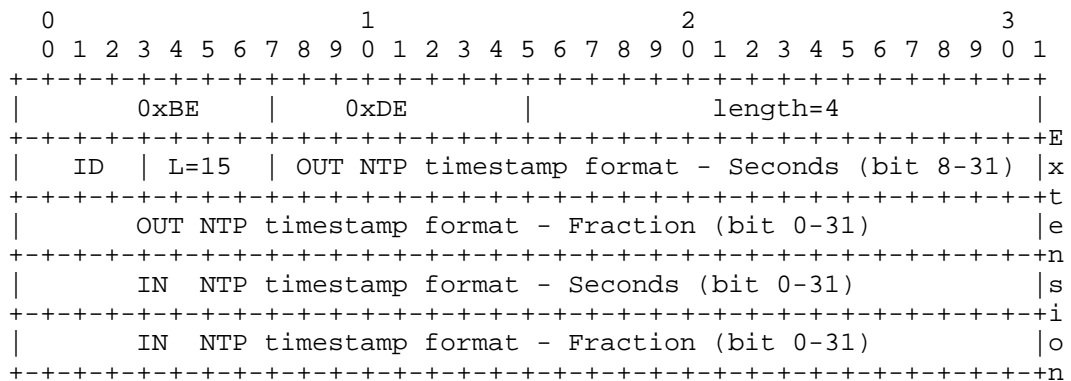 0                   1                   2                   3
 0 1 2 3 4 5 6 7 8 9 0 1 2 3 4 5 6 7 8 9 0 1 2 3 4 5 6 7 8 9 0 1
+-+-+-+-+-+-+-+-+-+-+-+-+-+-+-+-+-+-+-+-+-+-+-+-+-+-+-+-+-+-+-+-+
|       0xBE    |    0xDE       |           length=4            |
+-+-+-+-+-+-+-+-+-+-+-+-+-+-+-+-+-+-+-+-+-+-+-+-+-+-+-+-+-+-+-+-+E
|   ID  | L=15  | OUT NTP timestamp format - Seconds (bit 8-31) |x
+-+-+-+-+-+-+-+-+-+-+-+-+-+-+-+-+-+-+-+-+-+-+-+-+-+-+-+-+-+-+-+-+t
|       OUT NTP timestamp format - Fraction (bit 0-31)          |e
+-+-+-+-+-+-+-+-+-+-+-+-+-+-+-+-+-+-+-+-+-+-+-+-+-+-+-+-+-+-+-+-+n
|       IN  NTP timestamp format - Seconds (bit 0-31)           |s
+-+-+-+-+-+-+-+-+-+-+-+-+-+-+-+-+-+-+-+-+-+-+-+-+-+-+-+-+-+-+-+-+i
|       IN  NTP timestamp format - Fraction (bit 0-31)          |o
+-+-+-+-+-+-+-+-+-+-+-+-+-+-+-+-+-+-+-+-+-+-+-+-+-+-+-+-+-+-+-+-+n